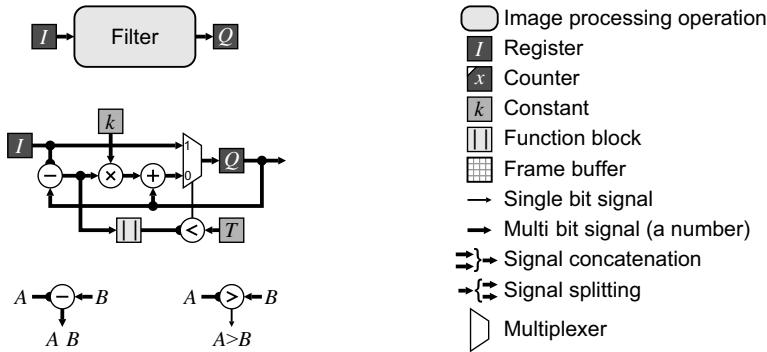 I
Filter
Q
k
I
1
0
Q
−
×
+
| |
<
T
A
−
B
A B
A
>
B
A>B
Image processing operation
I
Register
x
Counter
k
Constant
| |
Function block
Frame buffer
Single bit signal
Multi bit signal (a number)
} Signal concatenation
{ Signal splitting
Multiplexer